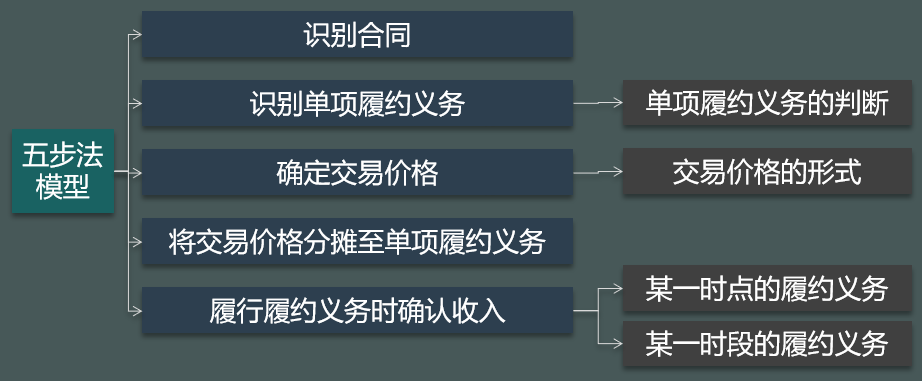 五步法
模型
识别合同
识别单项履约义务
单项履约义务的判断
确定交易价格
交易价格的形式
将交易价格分摊至单项履约义务
履行履约义务时确认收入
某一时点的履约义务
某一时段的履约义务